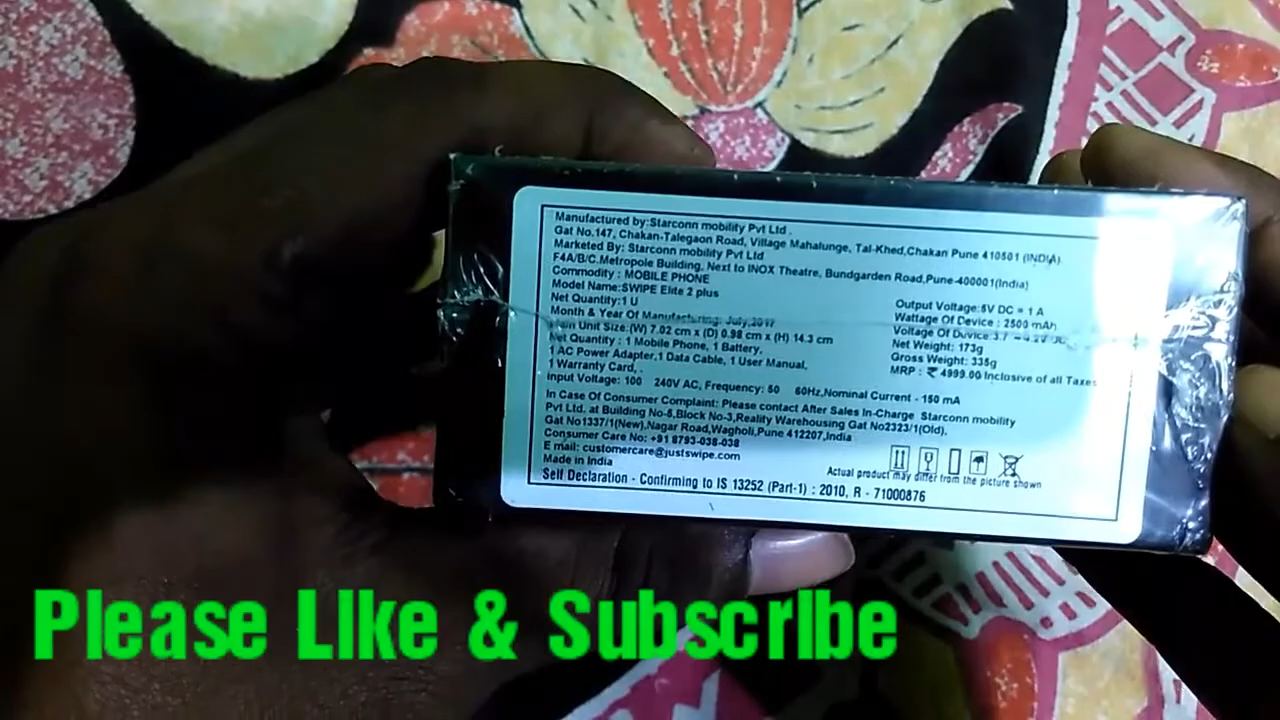 Manufactured by:Starconn mobility Pvt Ltd .
Gat No.147, Chakan-Talegaon Road, Village Mahalunge, Tal-Khed,Chakan Pune 410501 (INDIA)
Marketed By: Starconn mobility Pvt Ltd
F4A/B/C.Metropole Building, Next to INOX Theatre, Bundgarden Road,Pune-400001(India)
Commodity : MOBILE PHONE
Model Name:SWIPE Elite 2 plus
Net Quantity:1 U
Month & Year Of Manufacturing: July,2017
Main Unit Size:(W) 7.02 cm x (D) 0.98 cm x (H) 14.3 cm
Net Quantity : 1 Mobile Phone, 1 Battery,
1 AC Power Adapter,1 Data Cable, 1 User Manual,
1 Warranty Card, .
Output Voltage:5V DC = 1 A
Wattage Of Device : 2500 mAh
Voltage Of Device:3.7
Net Weight: 173g
Gross Weight: 335g
MRP : ₹ 4999.00 Inclusive of all Taxes
Input Voltage: 100 240V AC, Frequency: 50 60Hz,Nominal Current - 150 mA
In Case Of Consumer Complaint: Please contact After Sales In-Charge Starconn mobility
Pvt Ltd. at Building No-5,Block No-3,Reality Warehousing Gat No2323/1(Old),
Gat No1337/1(New),Nagar Road,Wagholi,Pune 412207,India
Consumer Care No: +91 8793-038-038
E mail: customercare@justswipe.com
Made in India
Actual product may differ from the picture shown
Self Declaration - Confirming to IS 13252 (Part-1) : 2010, R - 71000876
Please Like & Subscribe